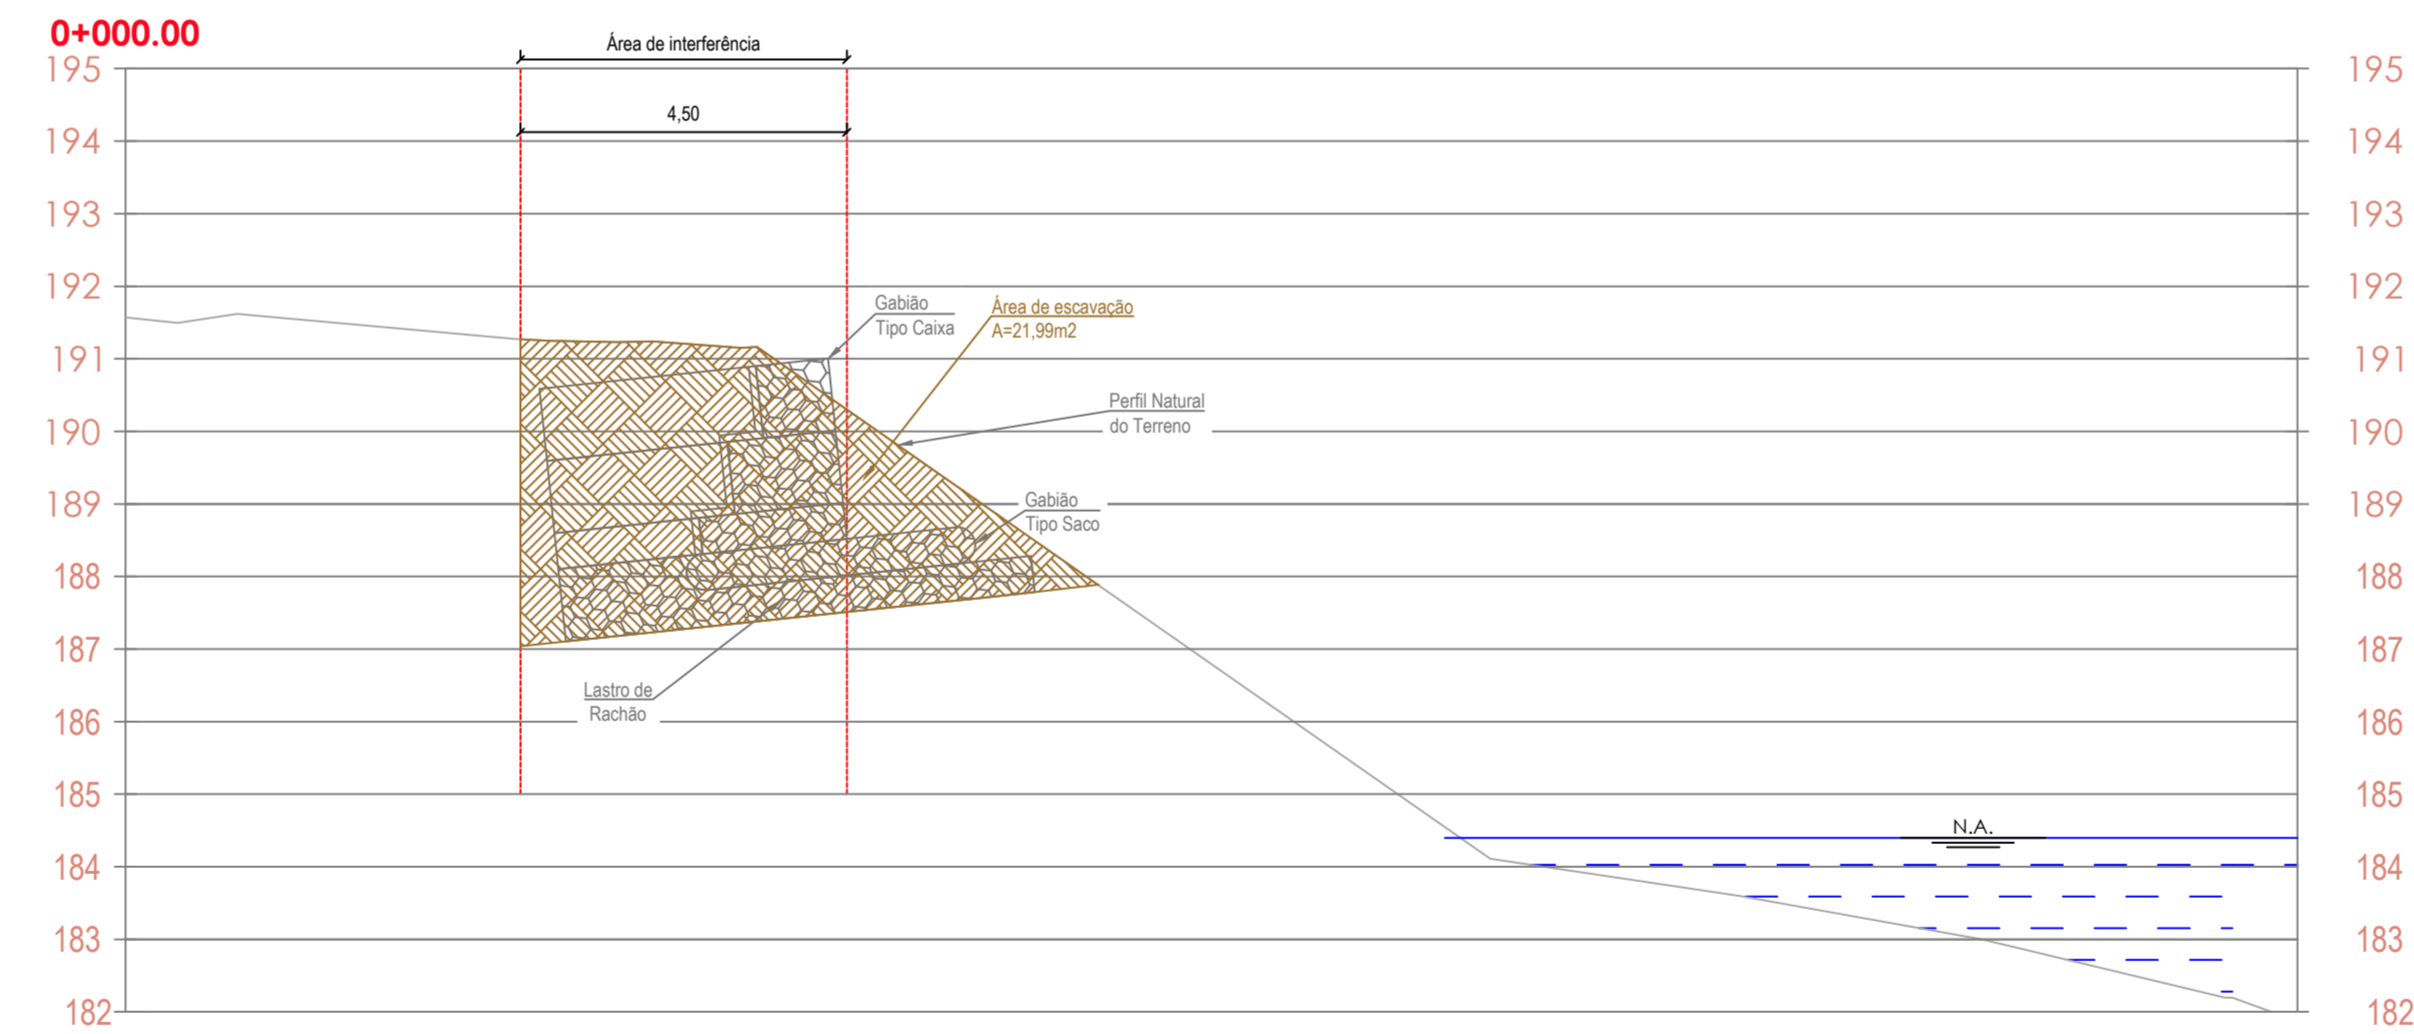 0+000.00
Área de interferência
195
195
4,50
194
194
193
193
192
192
Gabião
Tipo Caixa
Área de escavação
A=21,99m2
191
191
Perfil Natural
do Terreno
190
190
189
189
Gabião
Tipo Saco
188
188
187
187
Lastro de
Rachão
186
186
185
185
N.A.
184
184
183
183
182
182